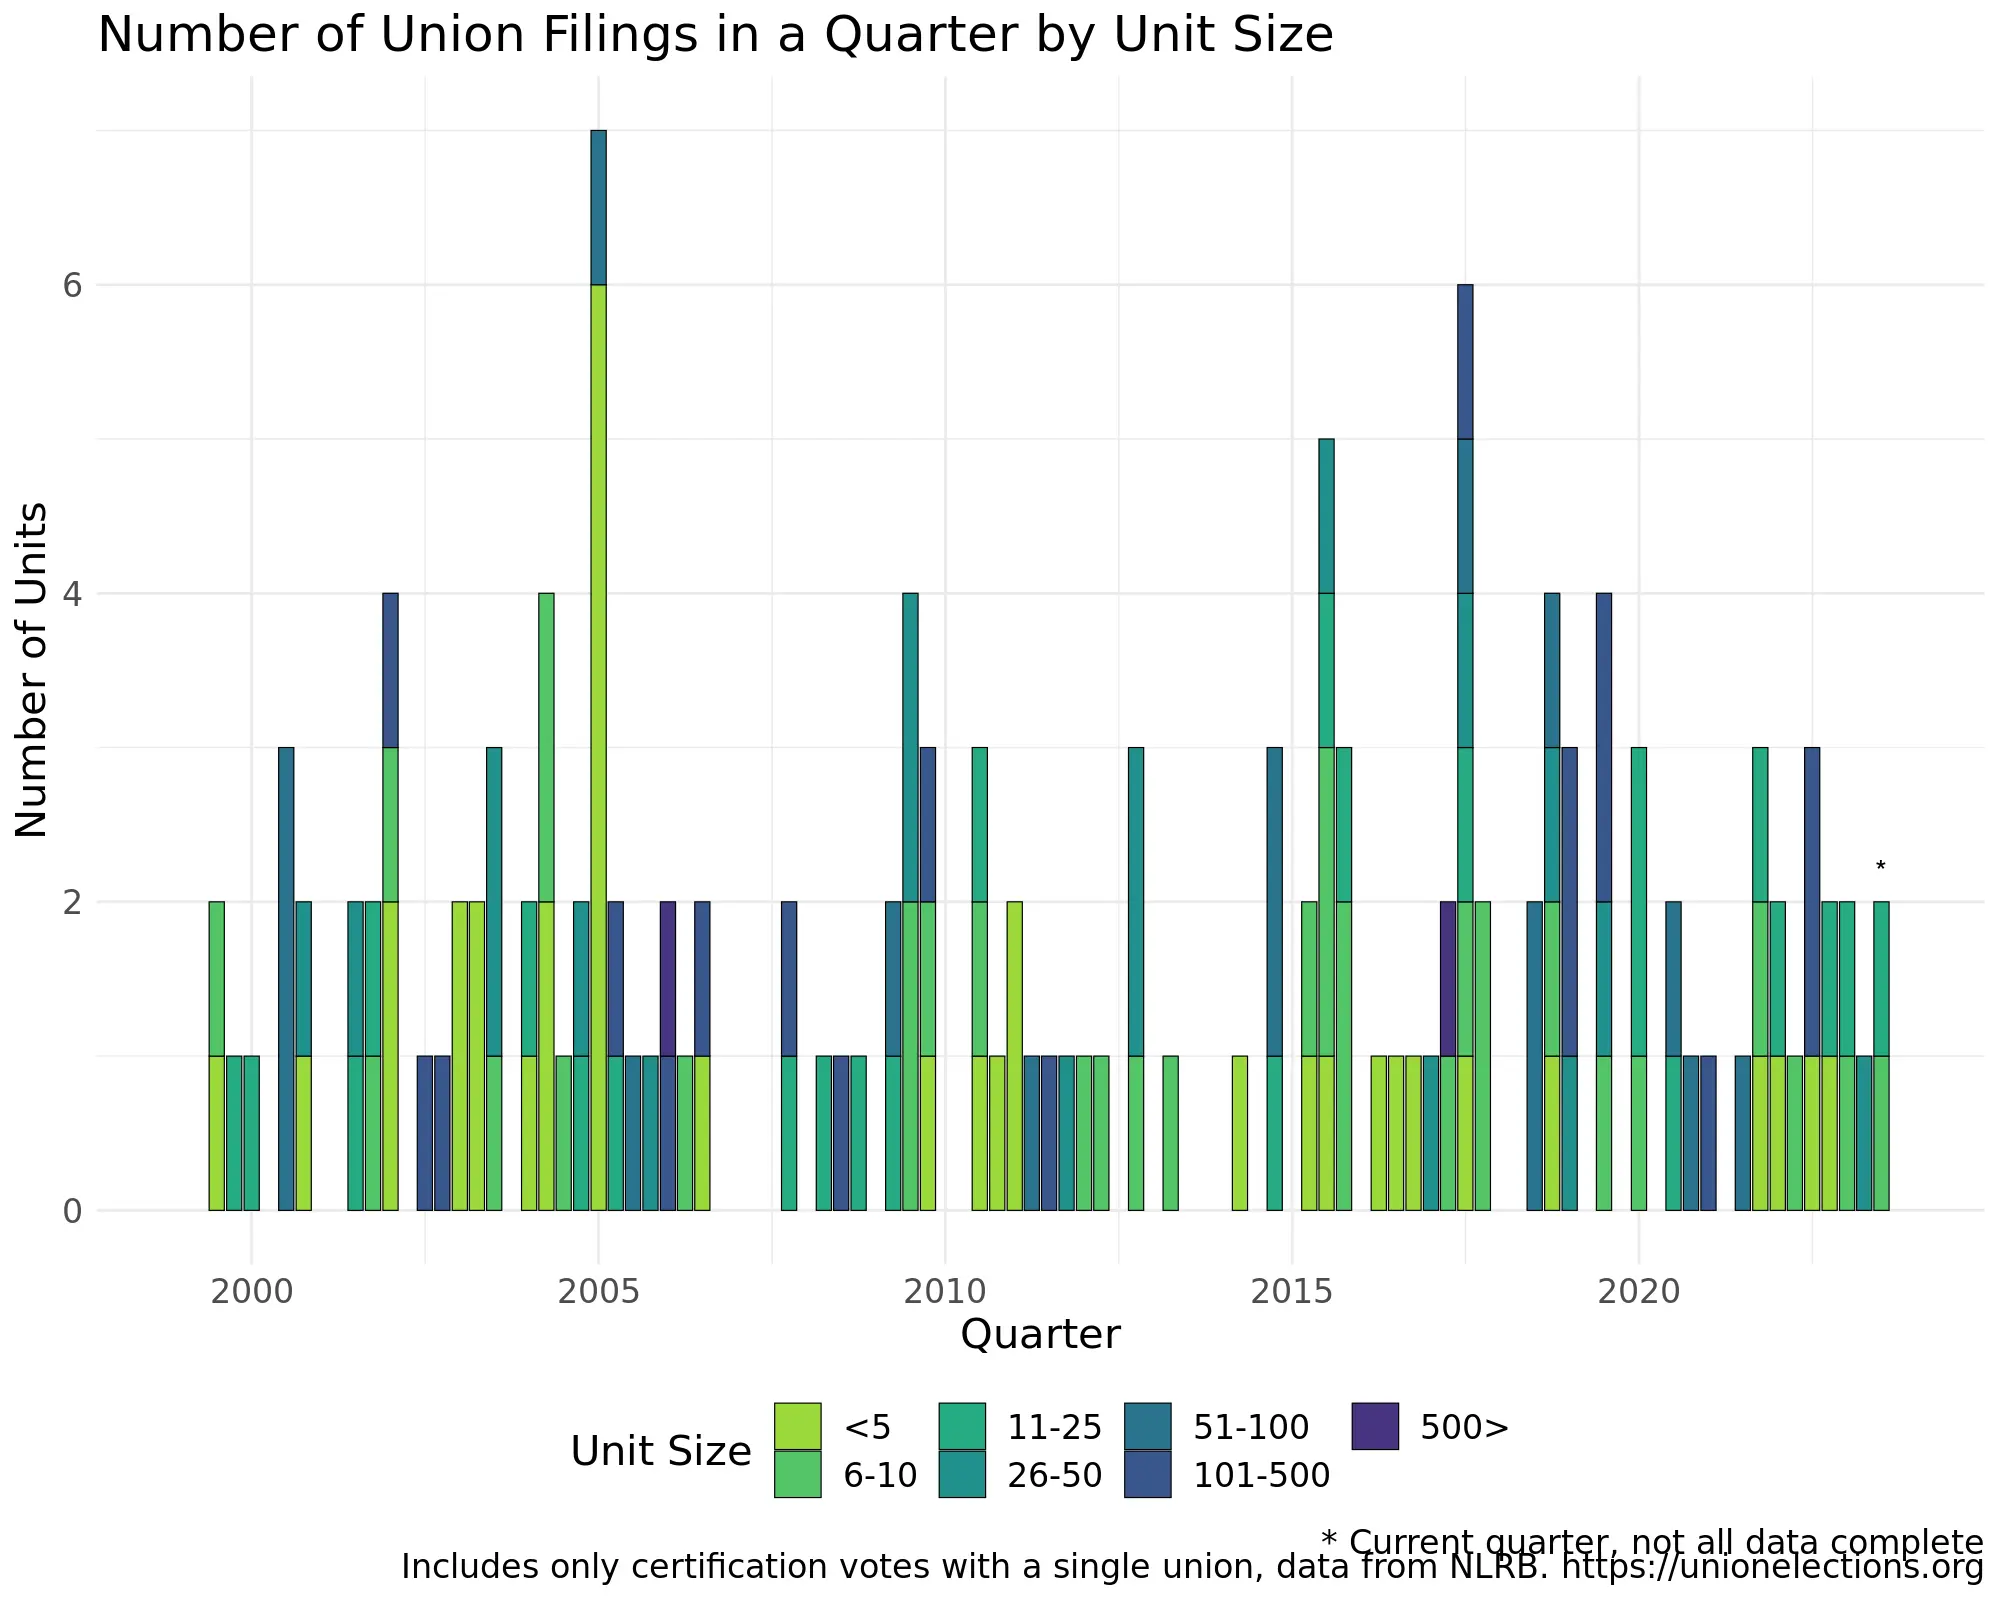 Number of Union Filings in a Quarter by Unit Size
Number of Units
6
4
2
0
*
2000 2005 2010 2015 2020
Quarter
Unit Size
<5 11-25 51-100 500>
6-10 26-50 101-500
* Current quarter, not all data complete
Includes only certification votes with a single union, data from NLRB. https://unionelections.org